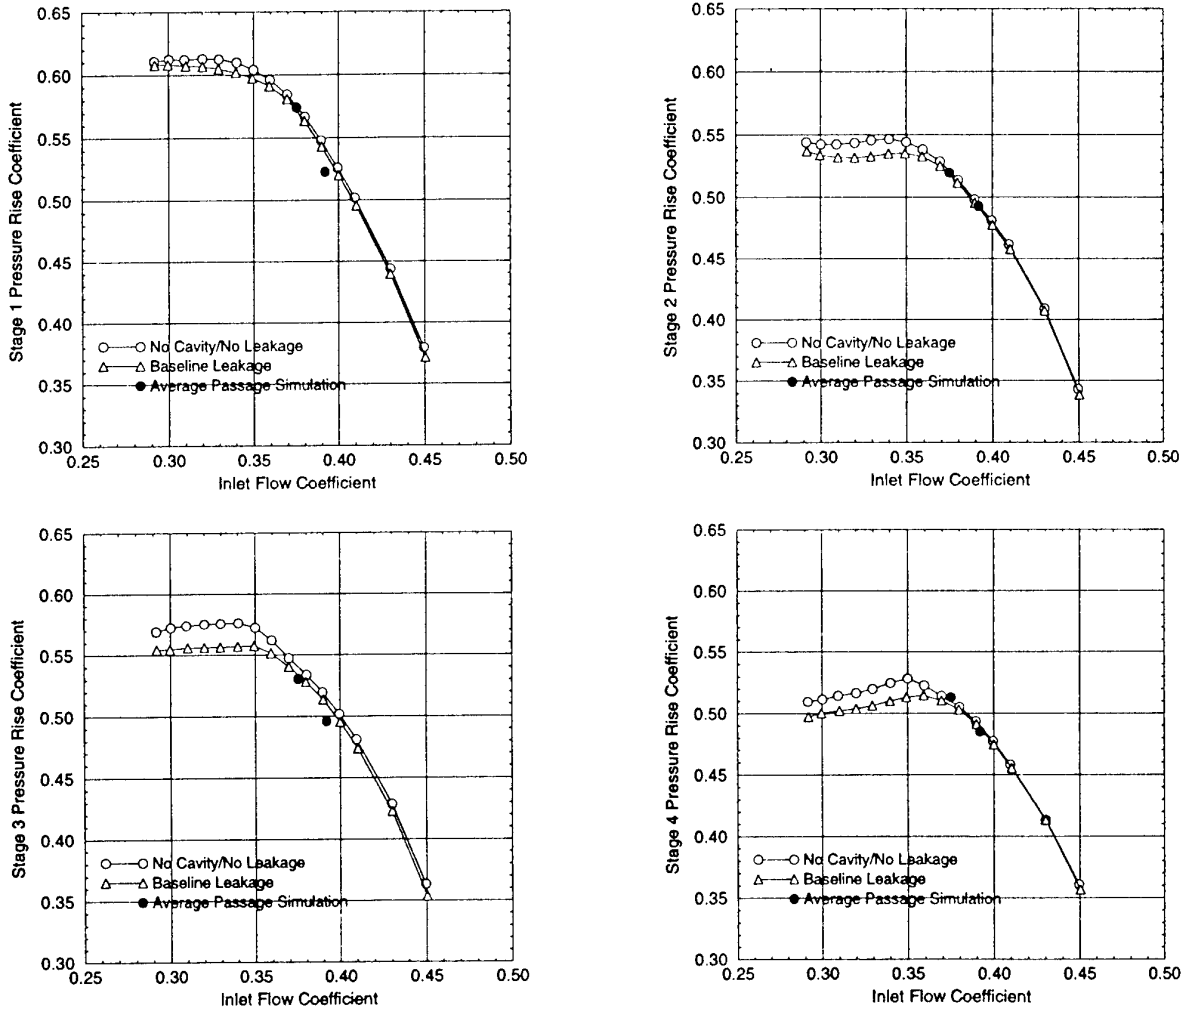 0.65
0.60
0.55
0.50
0.45
0.40
0.35
0.30
Stage 1 Pressure Rise Coefficient
No Cavity/No Leakage
Baseline Leakage
Average Passage Simulation
0.25 0.30 0.35 0.40 0.45 0.50
Inlet Flow Coefficient
0.65
0.60
0.55
0.50
0.45
0.40
0.35
0.30
Stage 2 Pressure Rise Coefficient
No Cavity/No Leakage
Baseline Leakage
Average Passage Simulation
0.25 0.30 0.35 0.40 0.45 0.50
Inlet Flow Coefficient
0.65
0.60
0.55
0.50
0.45
0.40
0.35
0.30
Stage 3 Pressure Rise Coefficient
No Cavity/No Leakage
Baseline Leakage
Average Passage Simulation
0.25 0.30 0.35 0.40 0.45 0.50
Inlet Flow Coefficient
0.65
0.60
0.55
0.50
0.45
0.40
0.35
0.30
Stage 4 Pressure Rise Coefficient
No Cavity/No Leakage
Baseline Leakage
Average Passage Simulation
0.25 0.30 0.35 0.40 0.45 0.50
Inlet Flow Coefficient